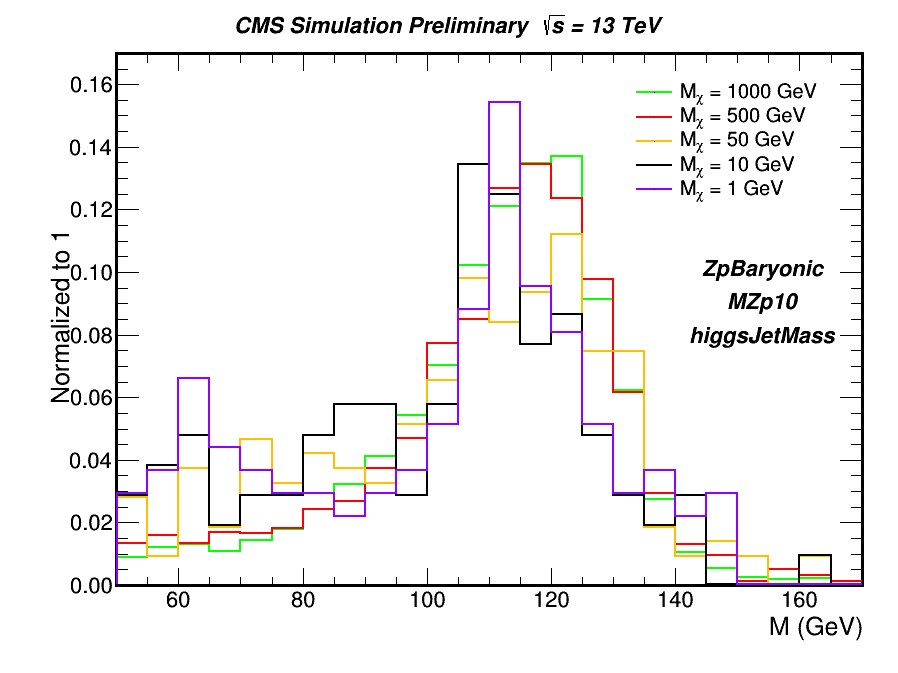 CMS Simulation Preliminary √s = 13 TeV
0.16
0.14
0.12
0.10
0.08
0.06
0.04
0.02
0.00
Normalized to 1
Mχ = 1000 GeV
Mχ = 500 GeV
Mχ = 50 GeV
Mχ = 10 GeV
Mχ = 1 GeV
ZpBaryonic
MZp10
higgsJetMass
60 80 100 120 140 160
M (GeV)